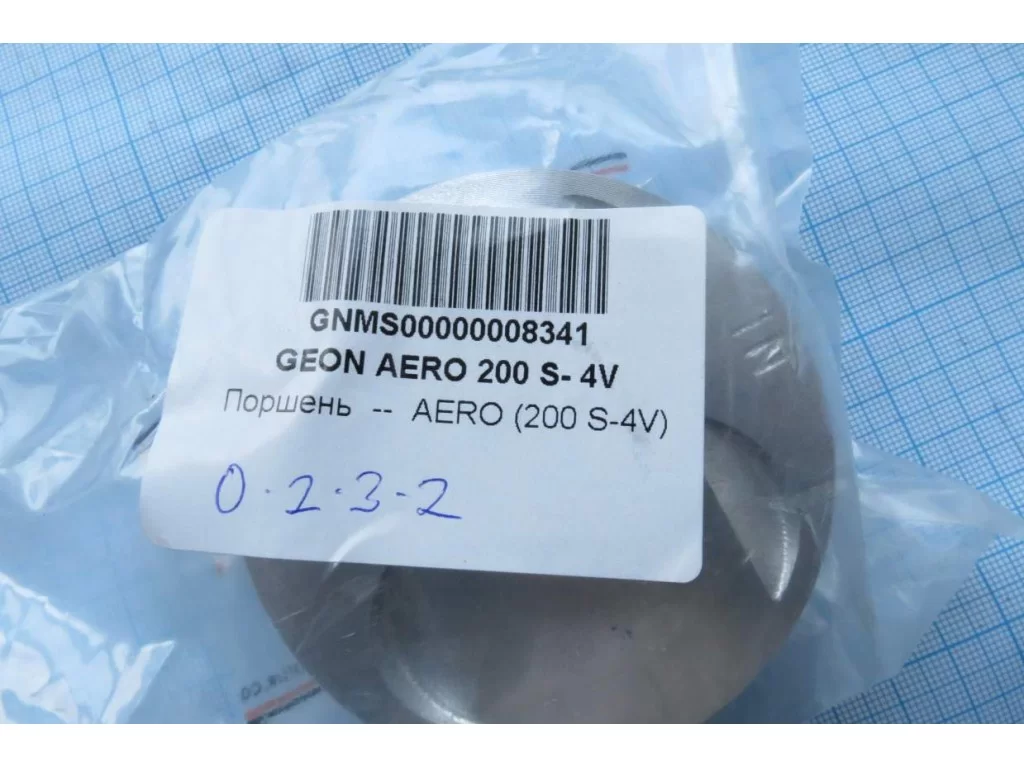 GNMS00000008341
GEON AERO 200 S- 4V
Поршень -- AERO (200 S-4V)
0.2.3-2